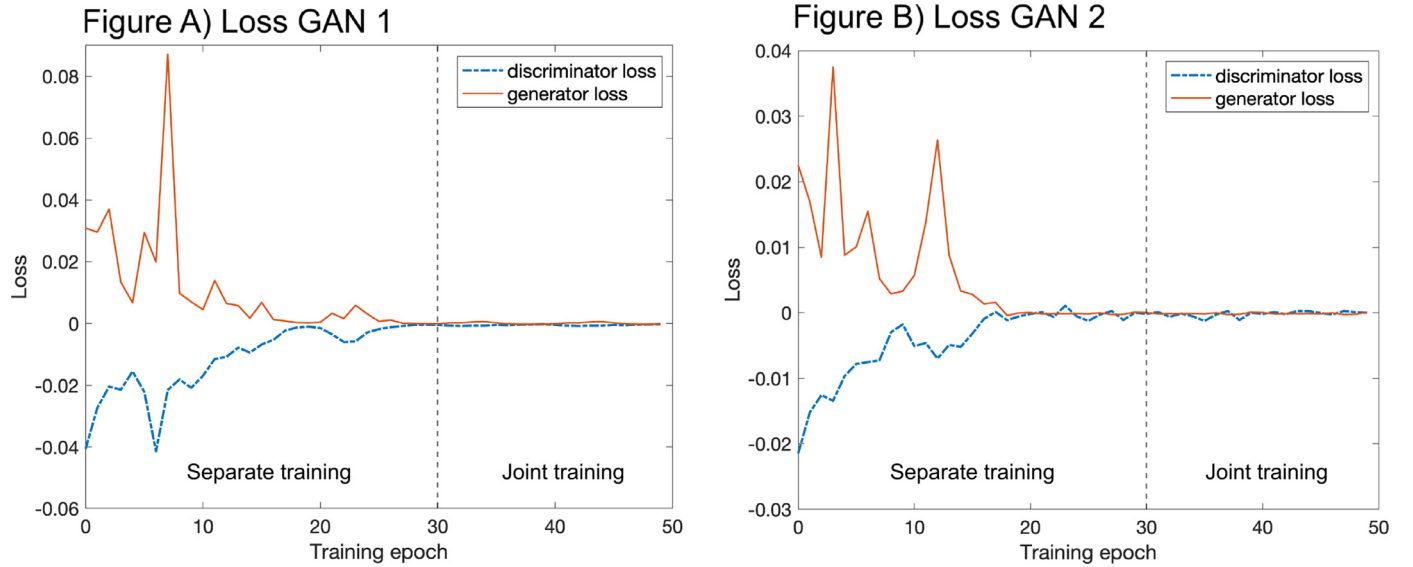 Figure A) Loss GAN 1
0.08
0.06
0.04
0.02
0
-0.02
-0.04
-0.06
Loss
discriminator loss
generator loss
Separate training
Joint training
0 10 20 30 40 50
Training epoch
Figure B) Loss GAN 2
0.04
0.03
0.02
0.01
0
-0.01
-0.02
-0.03
Loss
discriminator loss
generator loss
Separate training
Joint training
0 10 20 30 40 50
Training epoch